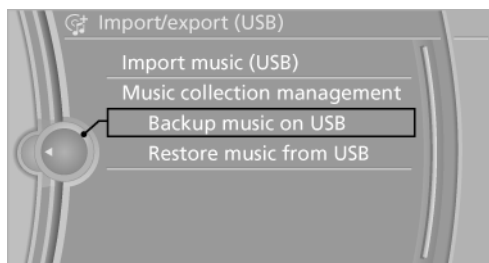 Import/export (USB)
Import music (USB)
Music collection management
Backup music on USB
Restore music from USB